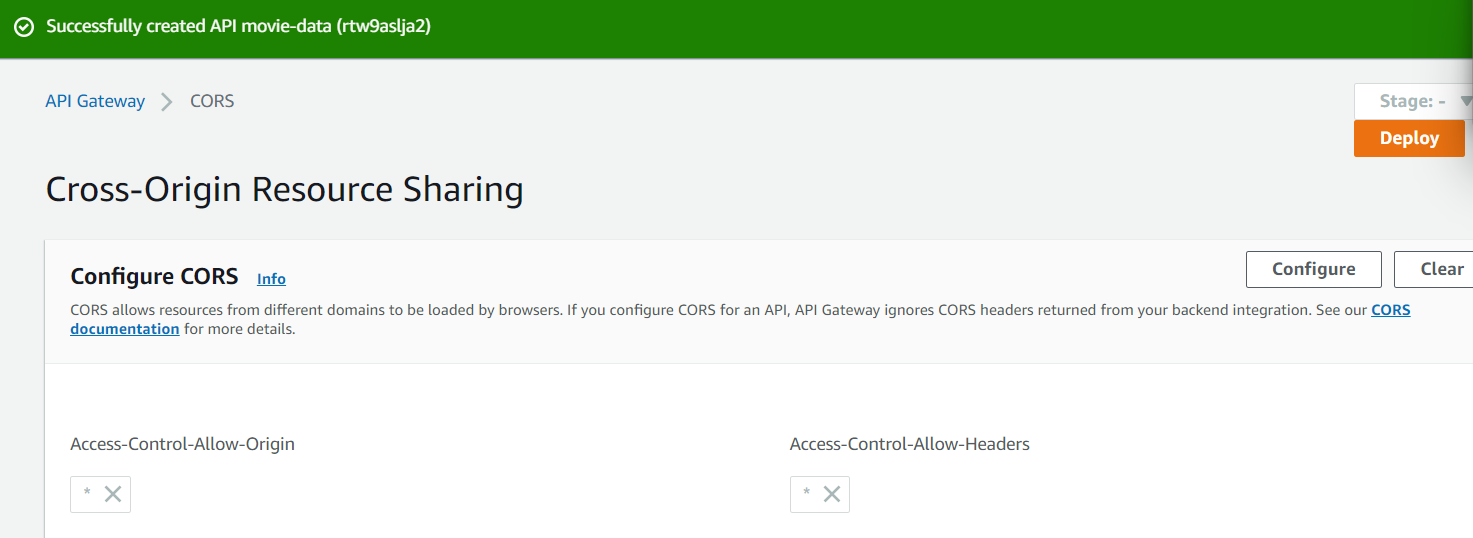 Successfully created API movie-data (rtw9aslja2)
API Gateway > CORS
Stage: -
Deploy
Cross-Origin Resource Sharing
Configure CORS Info
Configure
Clear
CORS allows resources from different domains to be loaded by browsers. If you configure CORS for an API, API Gateway ignores CORS headers returned from your backend integration. See our CORS
documentation for more details.
Access-Control-Allow-Origin
Access-Control-Allow-Headers
*
*